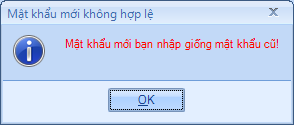 Mật khẩu mới không hợp lệ
Mật khẩu mới bạn nhập giống mật khẩu cũ!
OK